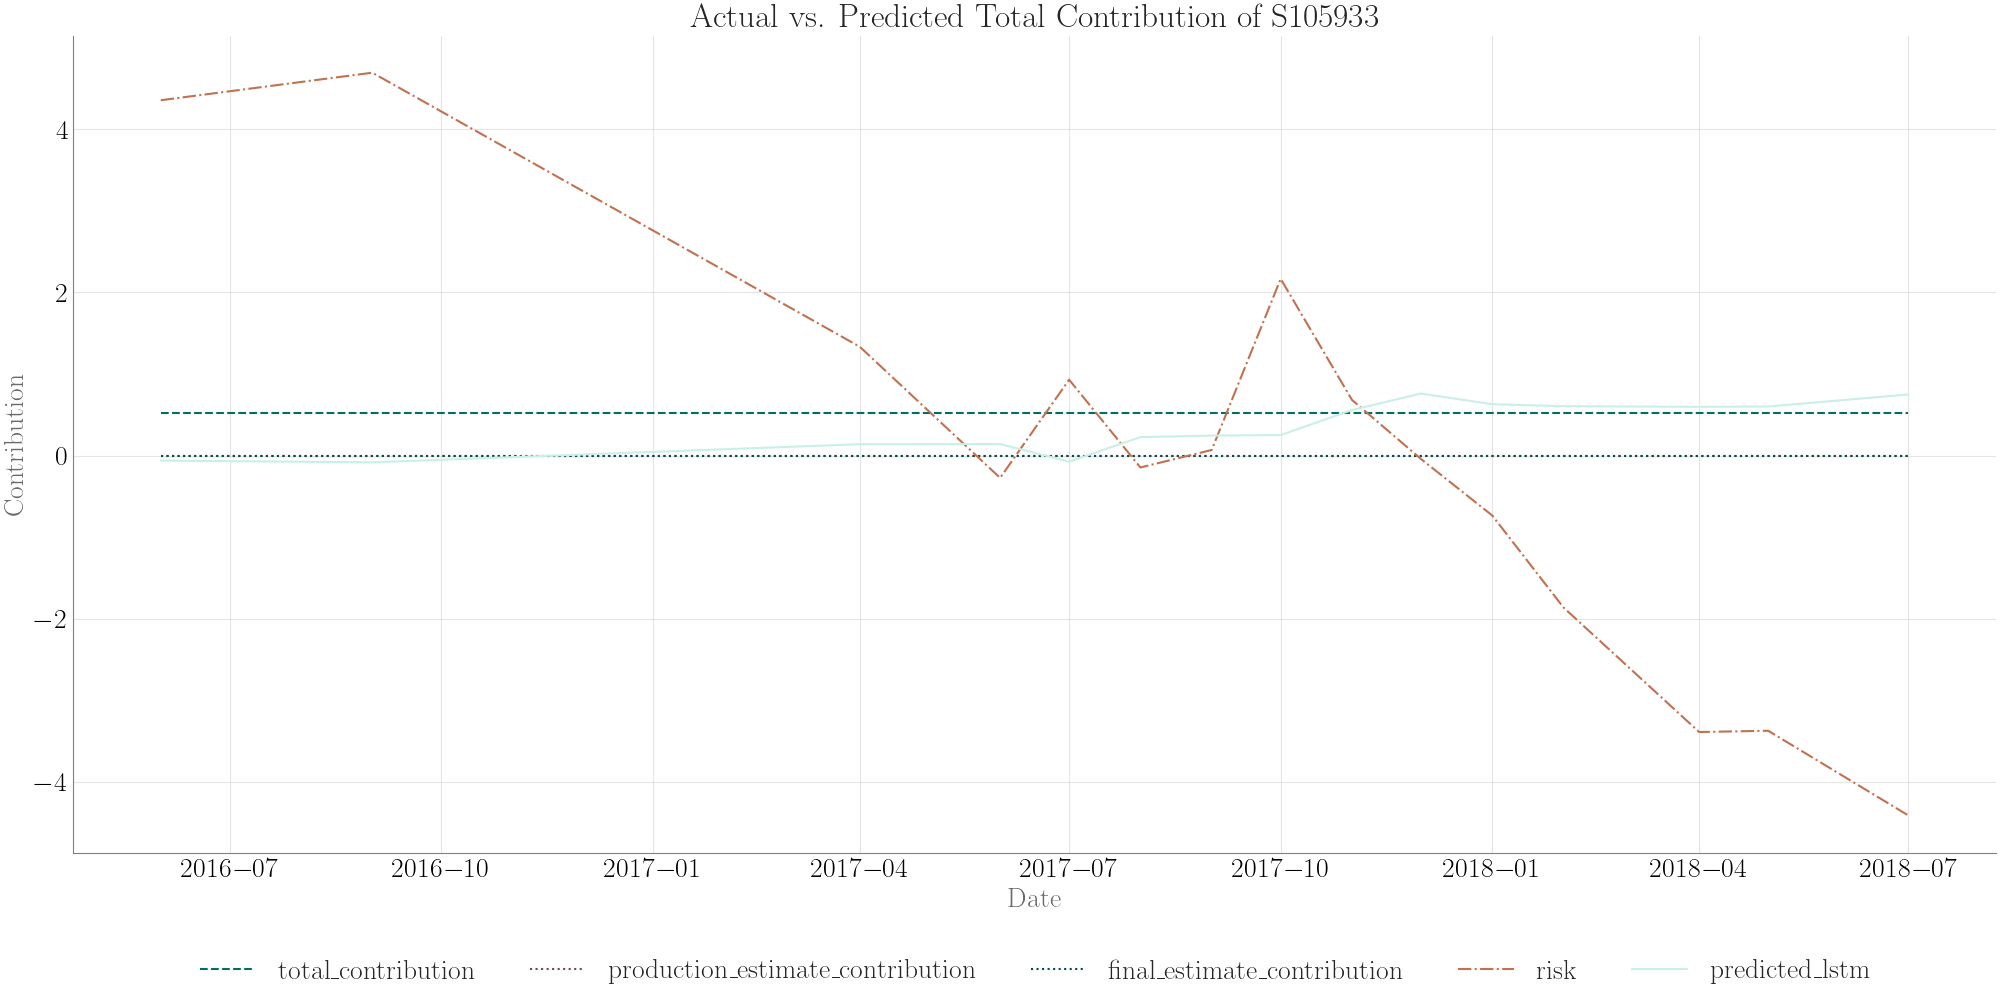 Actual vs. Predicted Total Contribution of S105933
4
2
0
−2
−4
Contribution
2016−07 2016−10 2017−01 2017−04 2017−07 2017−10 2018−01 2018−04 2018−07
Date
total_contribution production_estimate_contribution final_estimate_contribution risk predicted_lstm